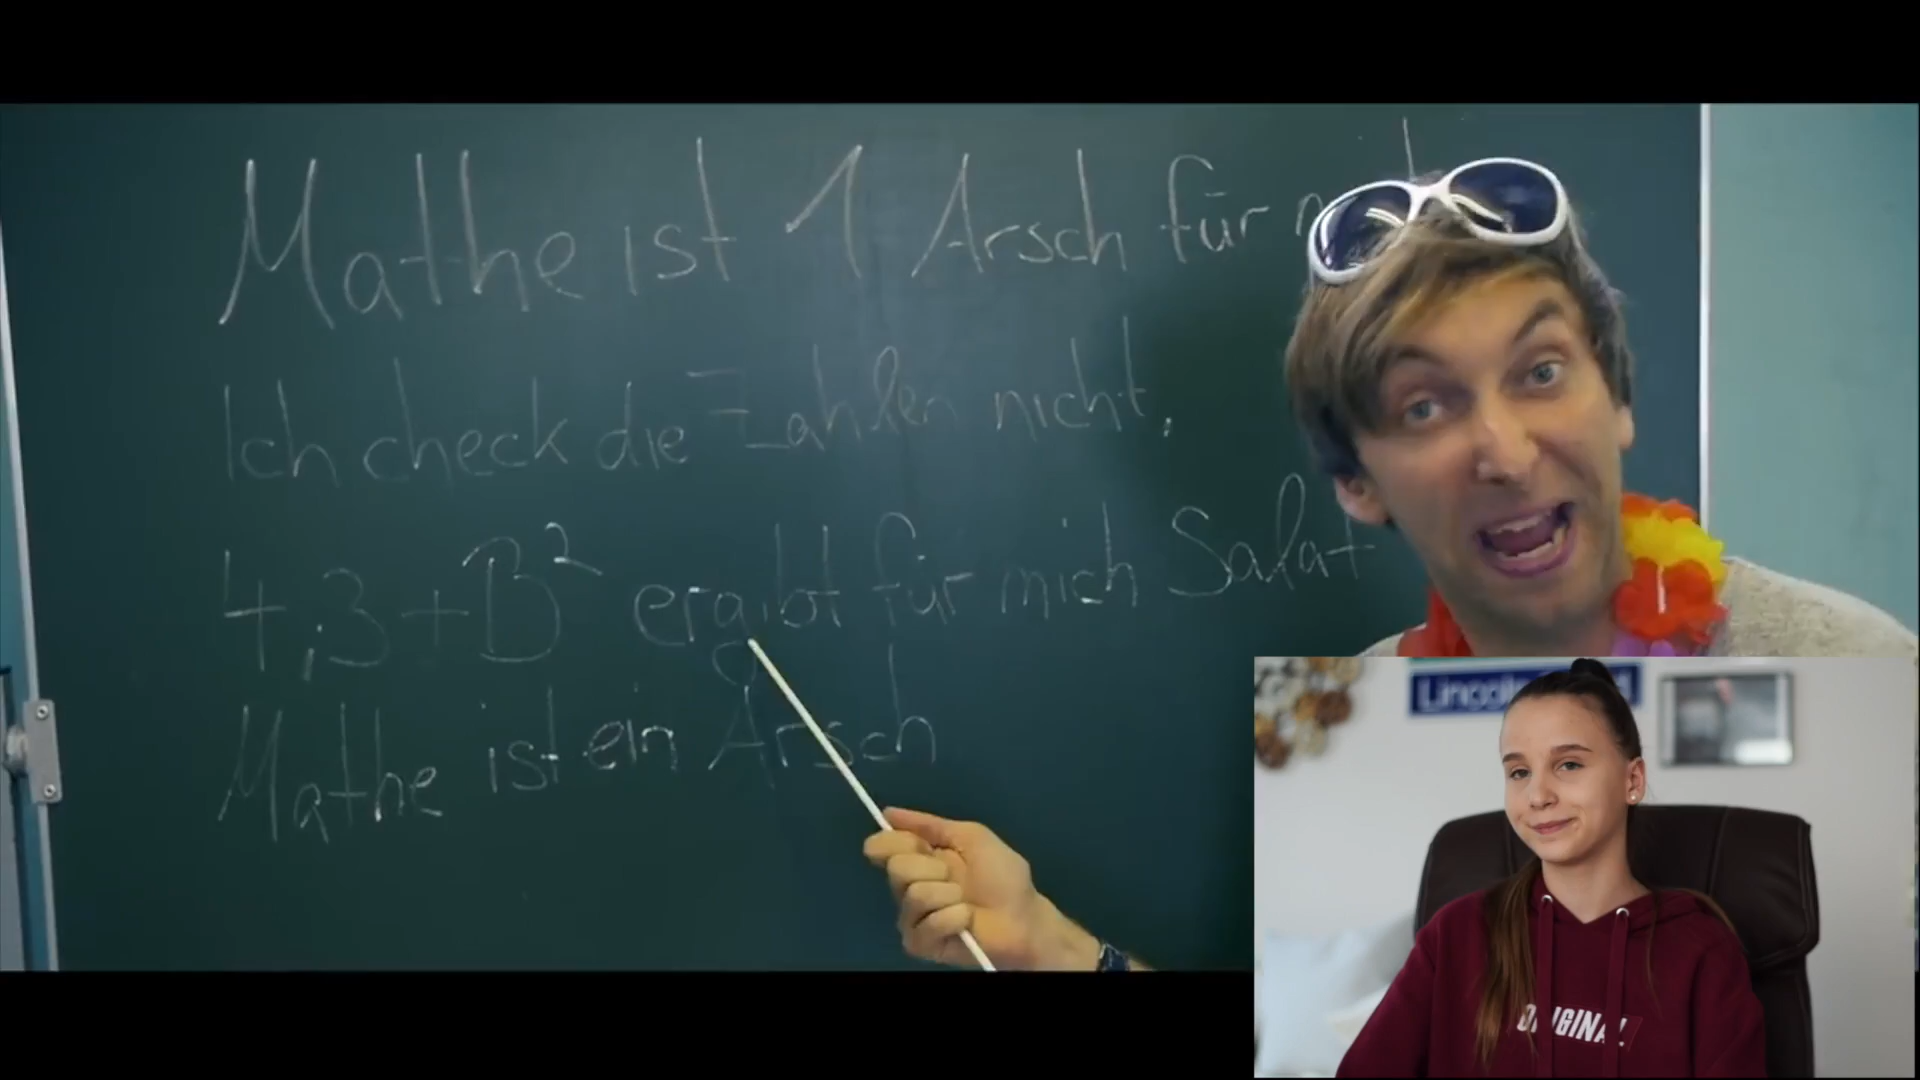 Mathe ist 1 Arsch für
Ich check die Zahlen nicht.
4,3+B² ergibt für mich Salat
Mathe ist ein Arsch
ORIGINAL